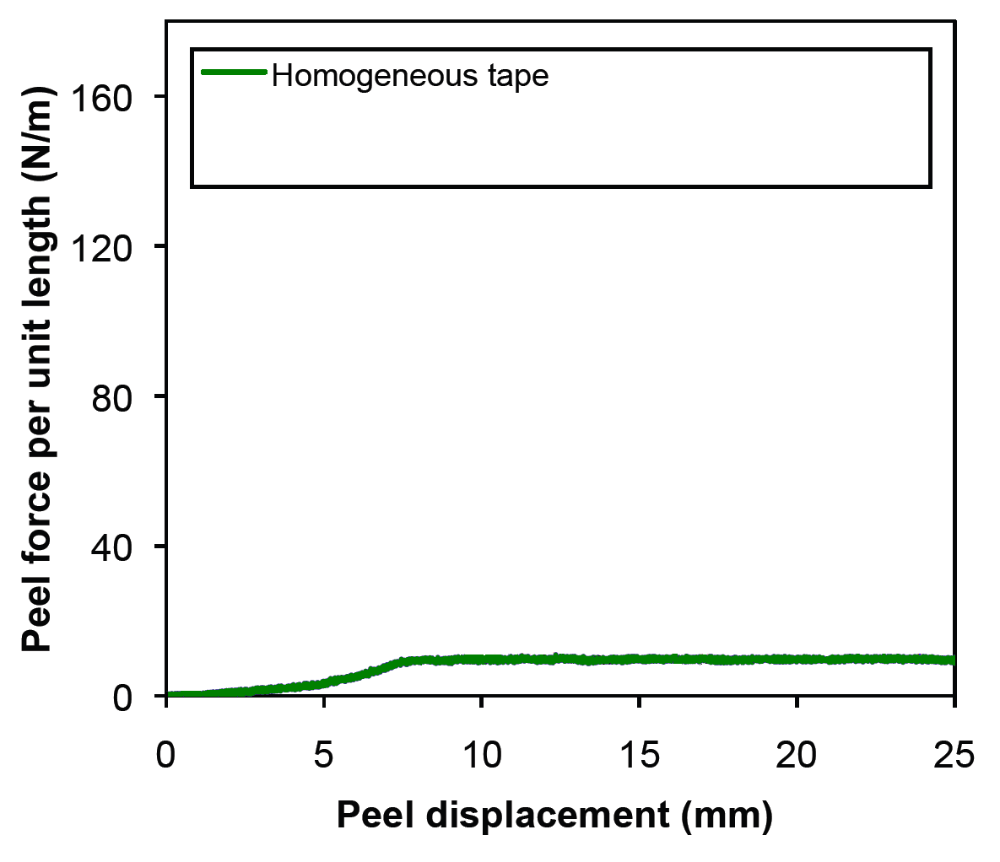 Homogeneous tape
Peel force per unit length (N/m)
160
120
80
40
0
0 5 10 15 20 25
Peel displacement (mm)